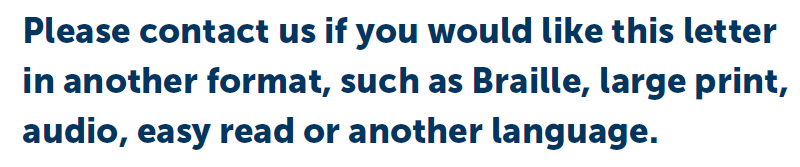 Please contact us if you would like this letter
in another format, such as Braille, large print,
audio, easy read or another language.